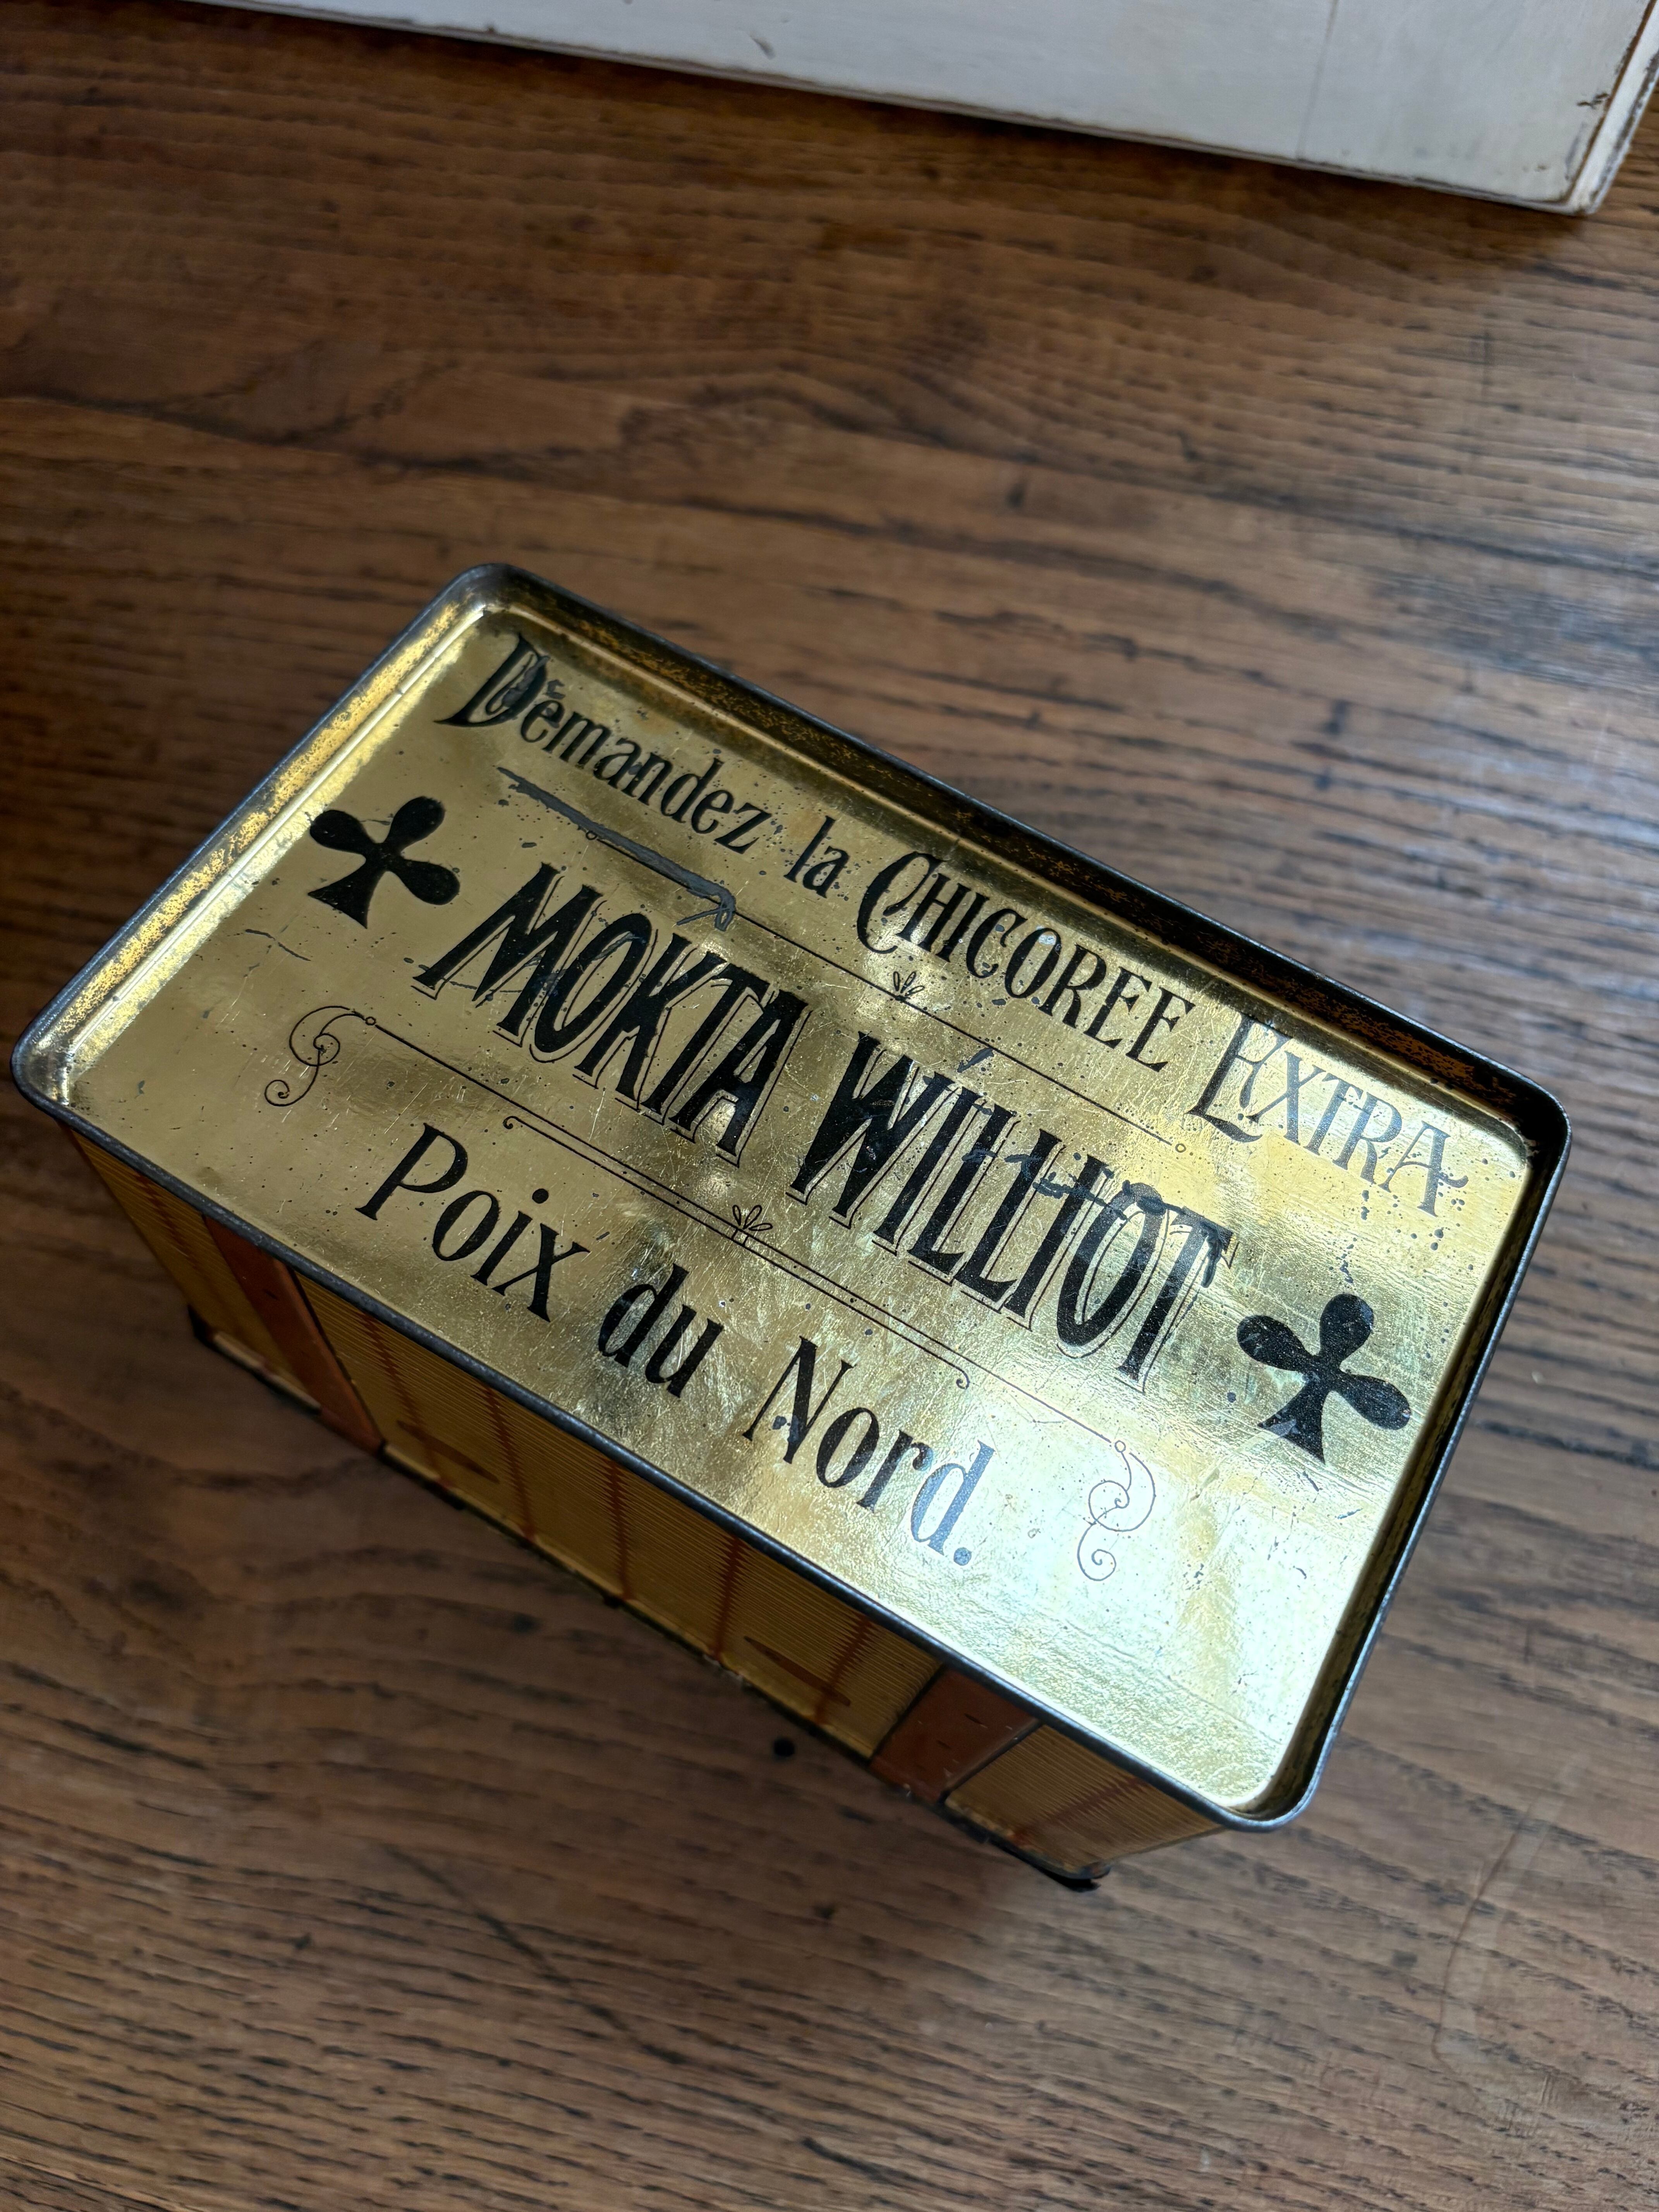 Demandez la CHICORÉE EXTRA
MOKTA WILLIOT
Poix du Nord.